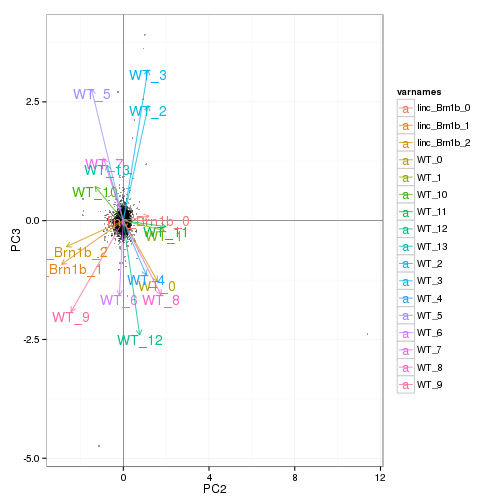 WT_3
WT_5
WT_2
WT_7
WT_13
WT_10
Brn1b_0
WT_11
WT_1
Brn1b_2
Brn1b_1
WT_4
WT_0
WT_6
WT_8
WT_9
WT_12
2.5
0.0
-2.5
-5.0
PC3
0
4
8
12
PC2
varnames
a linc_Brn1b_0
a linc_Brn1b_1
a linc_Brn1b_2
a WT_0
a WT_1
a WT_10
a WT_11
a WT_12
a WT_13
a WT_2
a WT_3
a WT_4
a WT_5
a WT_6
a WT_7
a WT_8
a WT_9